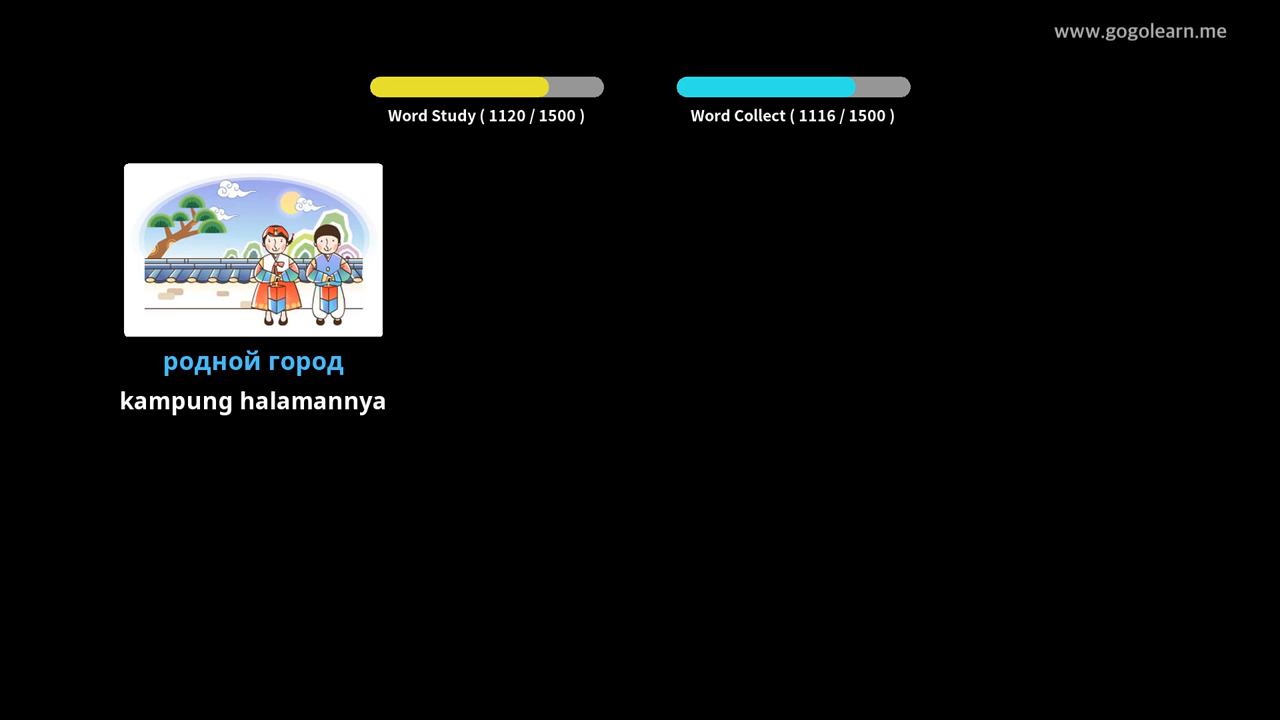 www.gogolearn.me
Word Study ( 1120 / 1500 )
Word Collect ( 1116 / 1500 )
родной город
kampung halamannya